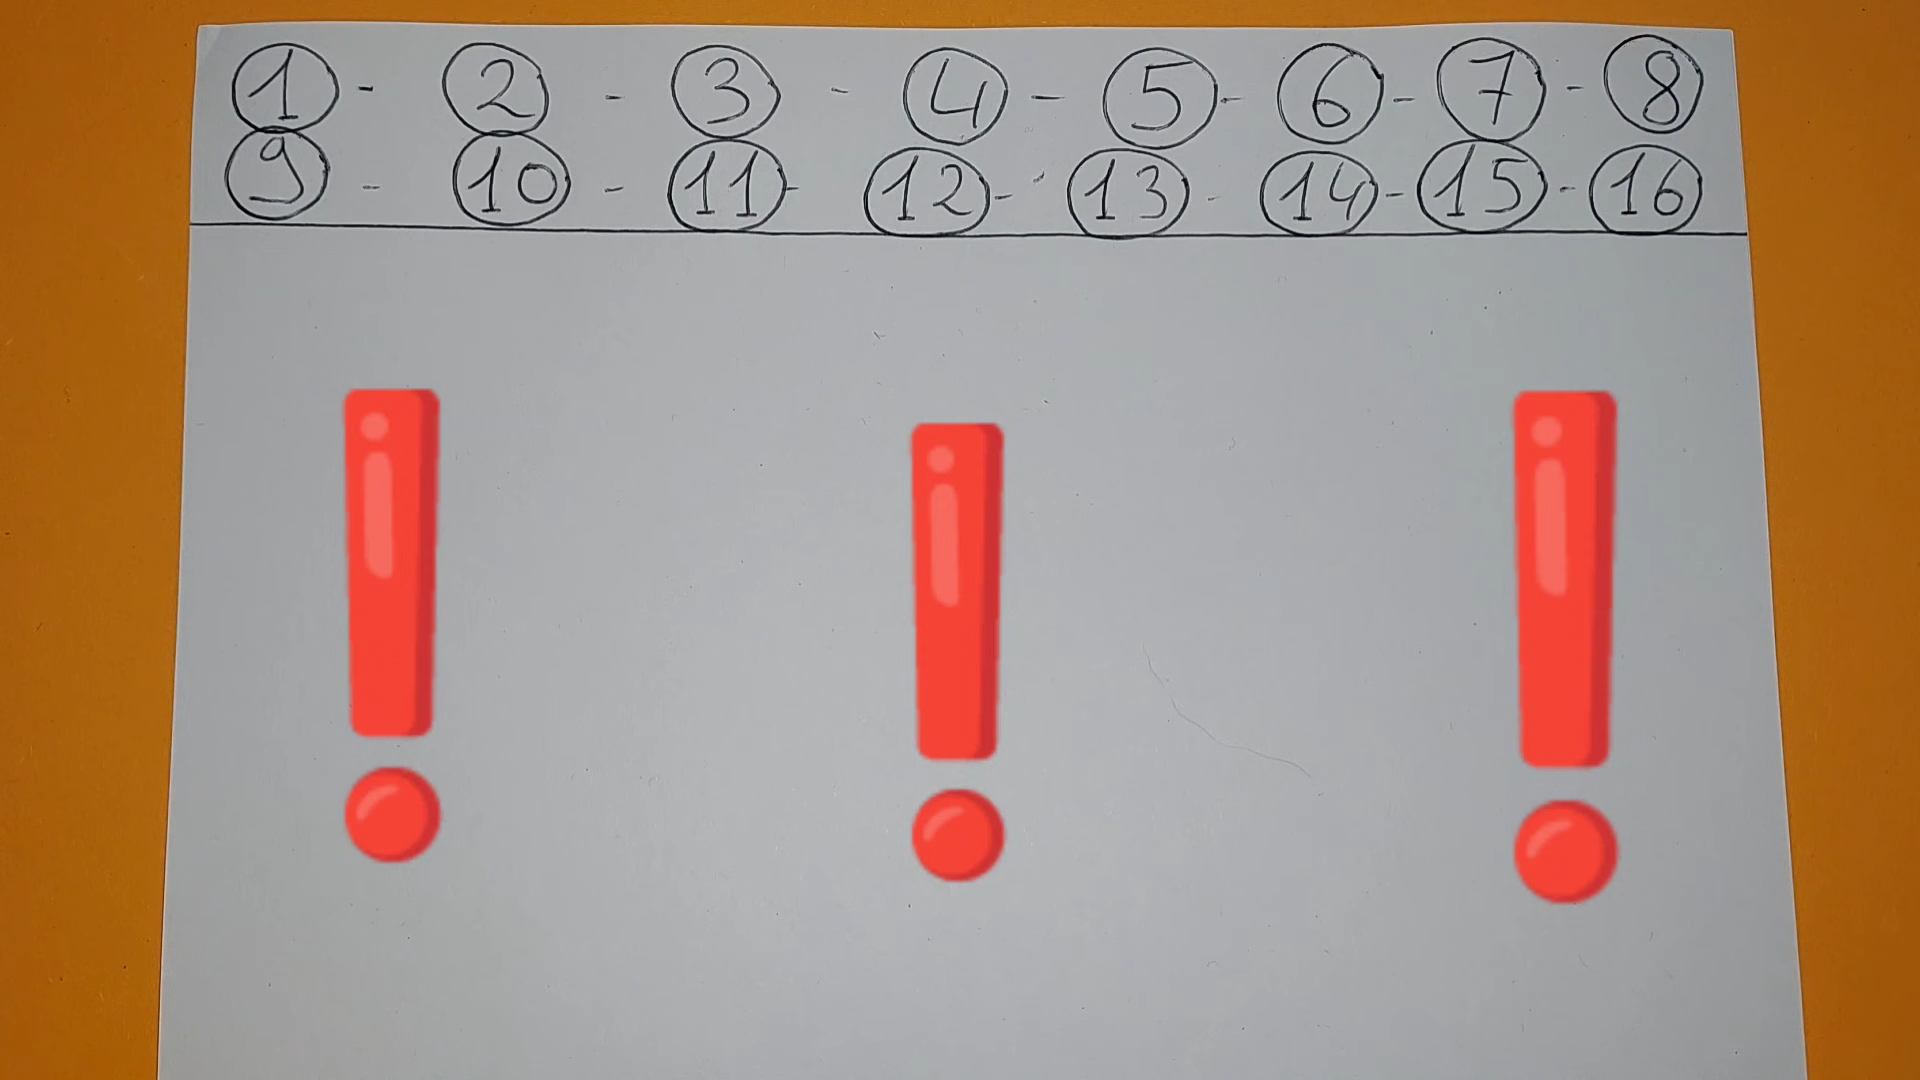 1 - 2 - 3 - 4 - 5 - 6 - 7 - 8
9 - 10 - 11 - 12 - 13 - 14 - 15 - 16
❗ ❗ ❗